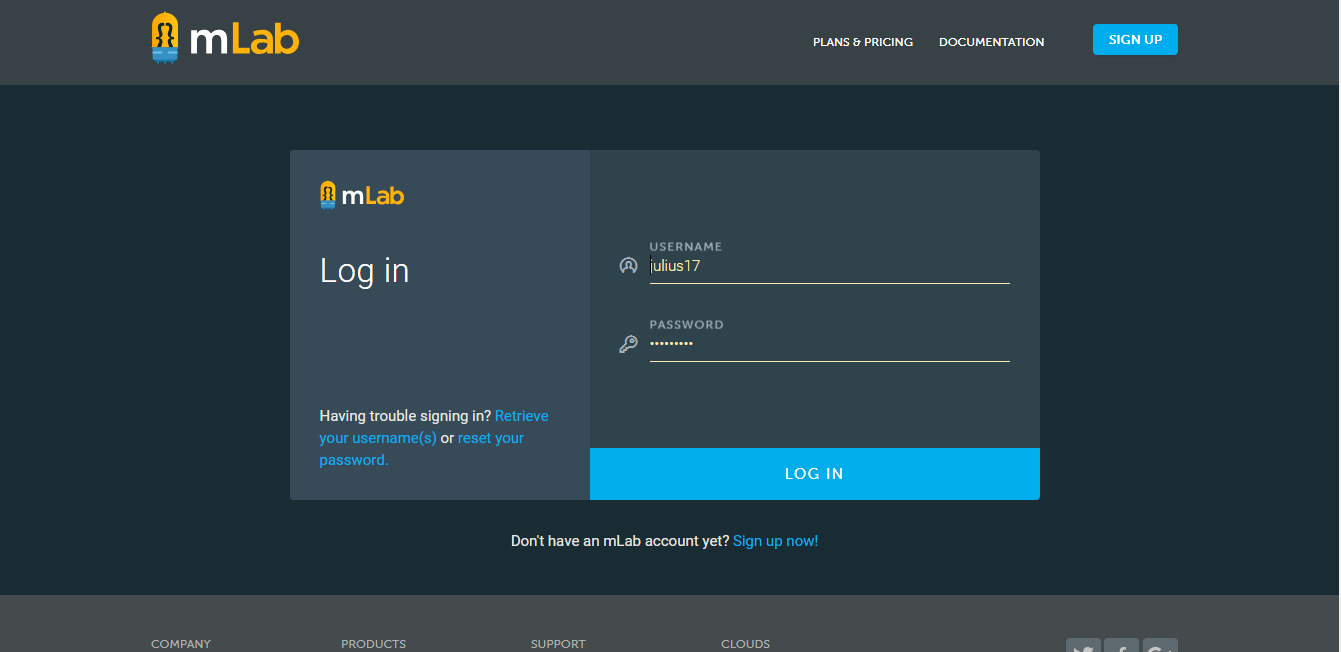 mLab
PLANS & PRICING
DOCUMENTATION
SIGN UP
mLab
Log in
Having trouble signing in? Retrieve
your username(s) or reset your
password.
USERNAME
julius17
PASSWORD
•••••••••
LOG IN
Don't have an mLab account yet? Sign up now!
COMPANY
PRODUCTS
SUPPORT
CLOUDS